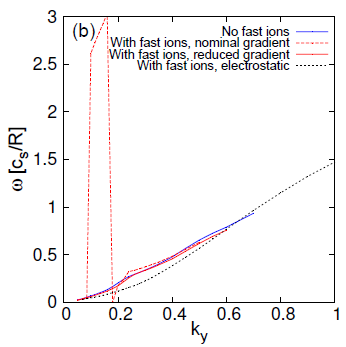 (b)
No fast ions
With fast ions, nominal gradient
With fast ions, reduced gradient
With fast ions, electrostatic
3
2.5
2
1.5
1
0.5
0
ω [cs/R]
0 0.2 0.4 0.6 0.8 1
ky